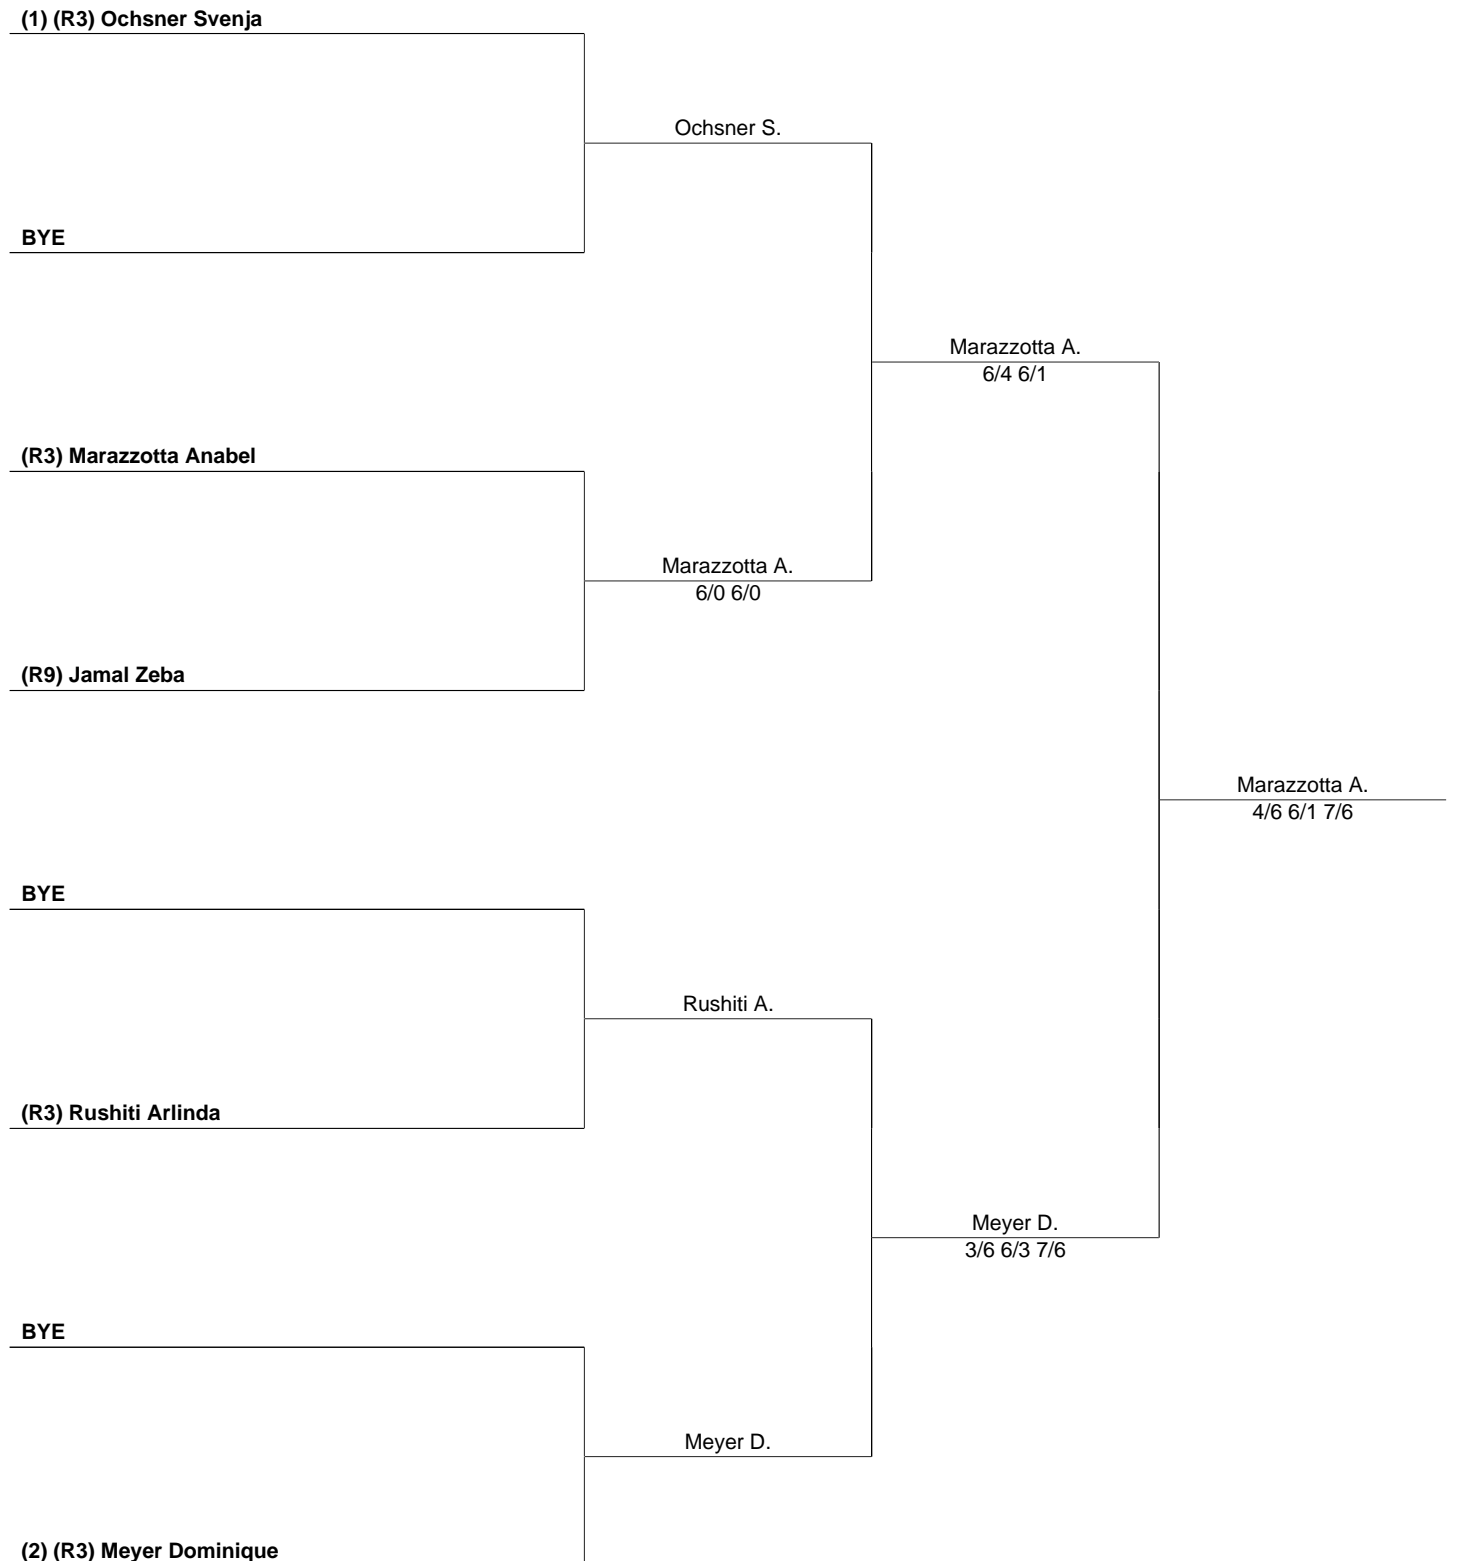 (1) (R3) Ochsner Svenja
Ochsner S.
BYE
Marazzotta A.
6/4 6/1
(R3) Marazzotta Anabel
Marazzotta A.
6/0 6/0
(R9) Jamal Zeba
Marazzotta A.
4/6 6/1 7/6
BYE
Rushiti A.
(R3) Rushiti Arlinda
Meyer D.
3/6 6/3 7/6
BYE
Meyer D.
(2) (R3) Meyer Dominique